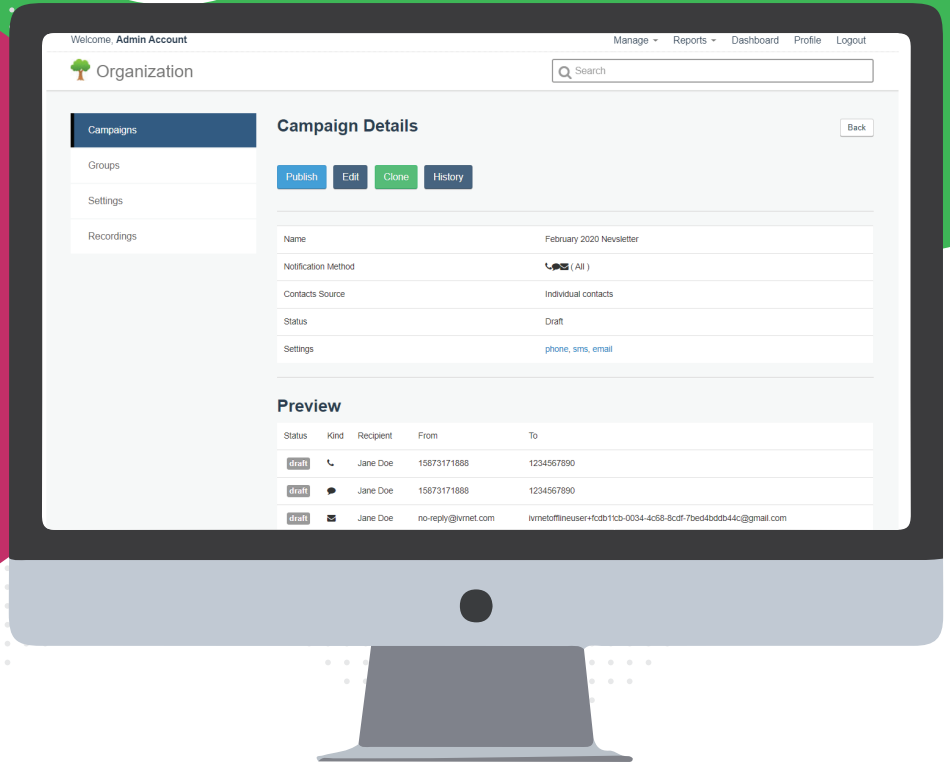 Welcome, Admin Account
Manage Reports Dashboard Profile Logout
Organization
Search
Campaigns
Groups
Settings
Recordings
Campaign Details
Back
Publish Edit Clone History
Name February 2020 Nevsletter
Notification Method ( All )
Contacts Source Individual contacts
Status Draft
Settings phone, sms, email
Preview
Status Kind Recipient From To
draft Jane Doe 15873171888 1234567890
draft Jane Doe 15873171888 1234567890
draft Jane Doe no-reply@ivrnet.com ivrnetofflineuser+fcdb1fcb-0034-4c68-8cdf-7bed4bddb44c@gmail.com